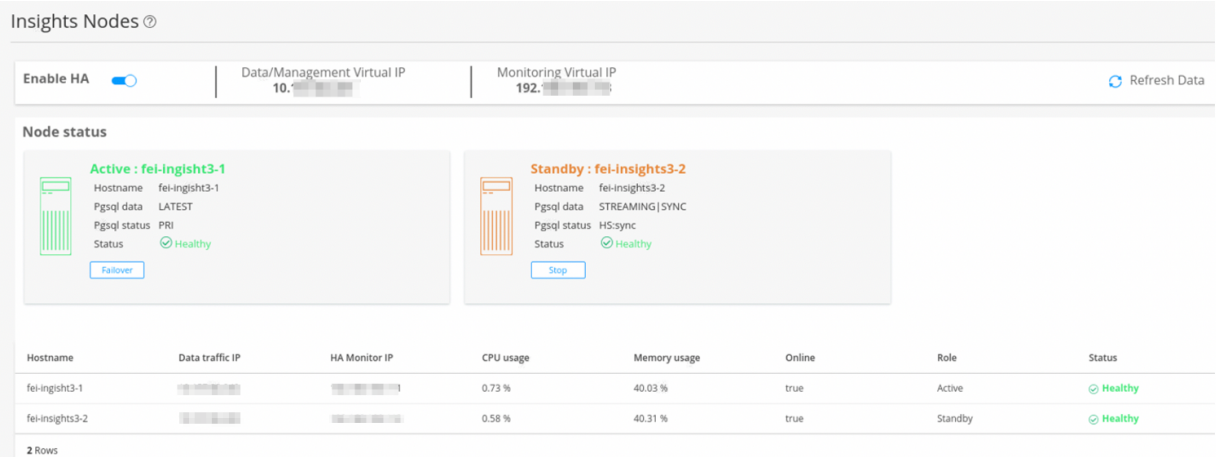 Insights Nodes
Enable HA
Data/Management Virtual IP
10.
Monitoring Virtual IP
192.
Refresh Data
Node status
Active : fei-ingisht3-1
Hostname fei-ingisht3-1
Pgsql data LATEST
Pgsql status PRI
Status Healthy
Failover
Standby : fei-insights3-2
Hostname fei-insights3-2
Pgsql data STREAMING|SYNC
Pgsql status HS:sync
Status Healthy
Stop
Hostname Data traffic IP HA Monitor IP CPU usage Memory usage Online Role Status
fei-ingisht3-1 0.73 % 40.03 % true Active Healthy
fei-insights3-2 0.58 % 40.31 % true Standby Healthy
2 Rows